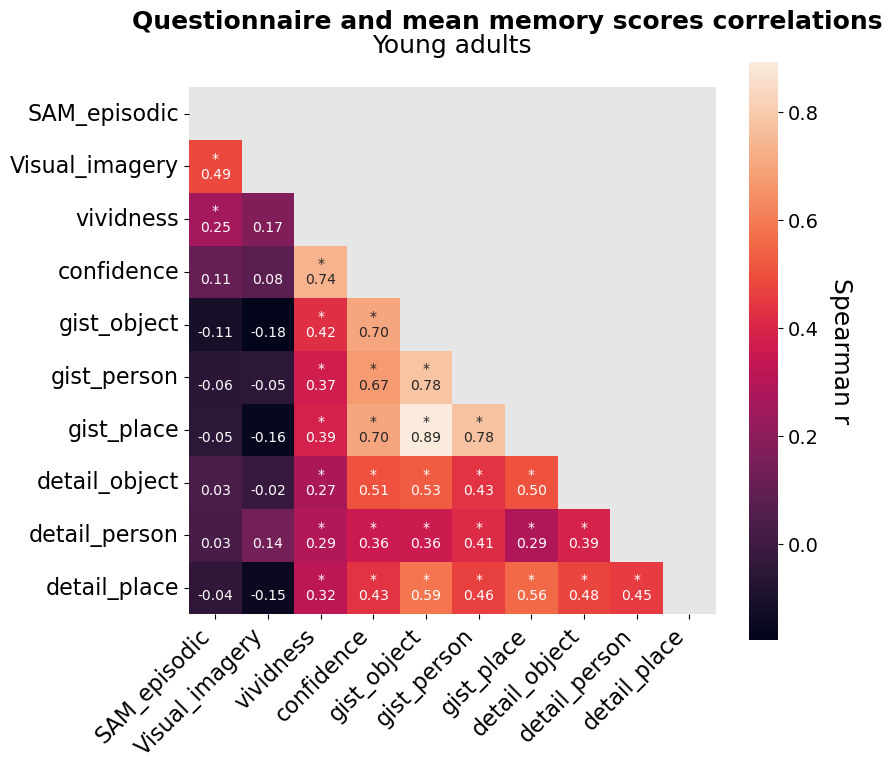 Questionnaire and mean memory scores correlations
Young adults
SAM_episodic
Visual_imagery * 0.49
vividness * 0.25 0.17
confidence 0.11 0.08 * 0.74
gist_object -0.11 -0.18 * 0.42 * 0.70
gist_person -0.06 -0.05 * 0.37 * 0.67 * 0.78
gist_place -0.05 -0.16 * 0.39 * 0.70 * 0.89 * 0.78
detail_object 0.03 -0.02 * 0.27 * 0.51 * 0.53 * 0.43 * 0.50
detail_person 0.03 0.14 * 0.29 * 0.36 * 0.36 * 0.41 * 0.29 * 0.39
detail_place -0.04 -0.15 * 0.32 * 0.43 * 0.59 * 0.46 * 0.56 * 0.48 * 0.45
SAM_episodic
Visual_imagery
vividness
confidence
gist_object
gist_person
gist_place
detail_object
detail_person
detail_place
0.8
0.6
0.4
0.2
0.0
Spearman r